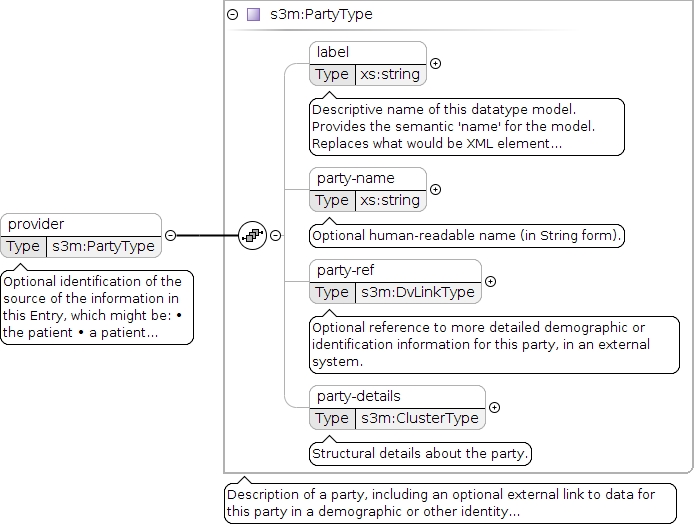 s3m:PartyType
label
Type xs:string
Descriptive name of this datatype model.
Provides the semantic 'name' for the model.
Replaces what would be XML element...
party-name
Type xs:string
Optional human-readable name (in String form).
provider
Type s3m:PartyType
Optional identification of the
source of the information in
this Entry, which might be: •
the patient • a patient...
party-ref
Type s3m:DvLinkType
Optional reference to more detailed demographic or
identification information for this party, in an external
system.
party-details
Type s3m:ClusterType
Structural details about the party.
Description of a party, including an optional external link to data for
this party in a demographic or other identity...